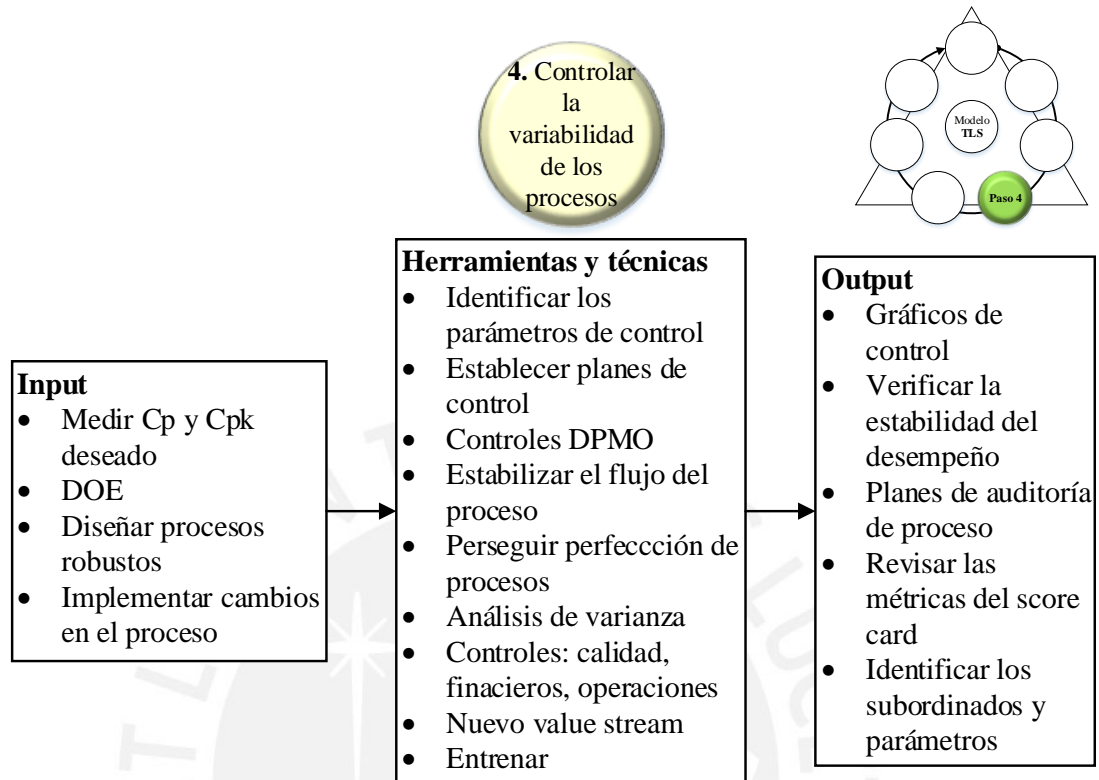 4. Controlar
la
variabilidad
de los
procesos
Modelo
TLS
Paso 4
Input
• Medir Cp y Cpk
deseado
• DOE
• Diseñar procesos
robustos
• Implementar cambios
en el proceso
Herramientas y técnicas
• Identificar los
parámetros de control
• Establecer planes de
control
• Controles DPMO
• Estabilizar el flujo del
proceso
• Perseguir perfeccción de
procesos
• Análisis de varianza
• Controles: calidad,
finacieros, operaciones
• Nuevo value stream
• Entrenar
Output
• Gráficos de
control
• Verificar la
estabilidad del
desempeño
• Planes de auditoría
de proceso
• Revisar las
métricas del score
card
• Identificar los
subordinados y
parámetros